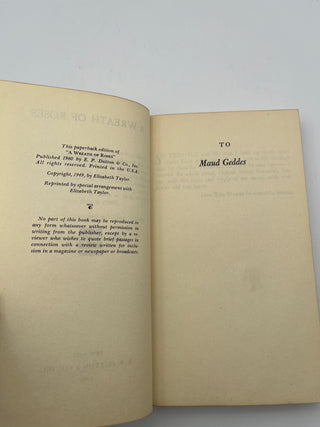 This paperback edition of
"A WREATH OF ROSES"
Published 1960 by E. P. Dutton & Co., Inc.
All rights reserved. Printed in the U.S.A.
Copyright, 1949, by Elizabeth Taylor.
Reprinted by special arrangement with
Elizabeth Taylor.
No part of this book may be reproduced in
any form whatsoever without permission in
writing from the publisher, except by a re-
viewer who wishes to quote brief passages in
connection with a review written for inclu-
sion in a magazine or newspaper or broadcast.
TO
Maud Geddes